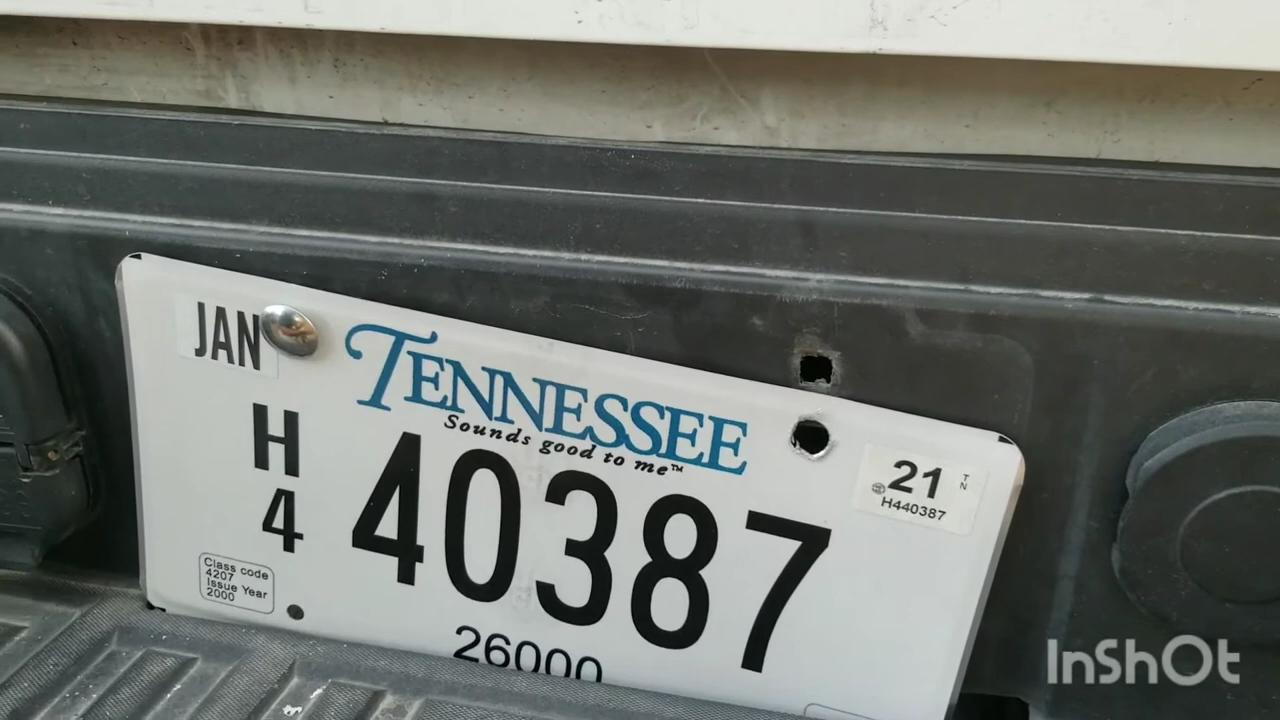 JAN
TENNESSEE
Sounds good to me™
H
4
40387
21
TN
H440387
Class code
4207
Issue Year
2000
26000
InShOt